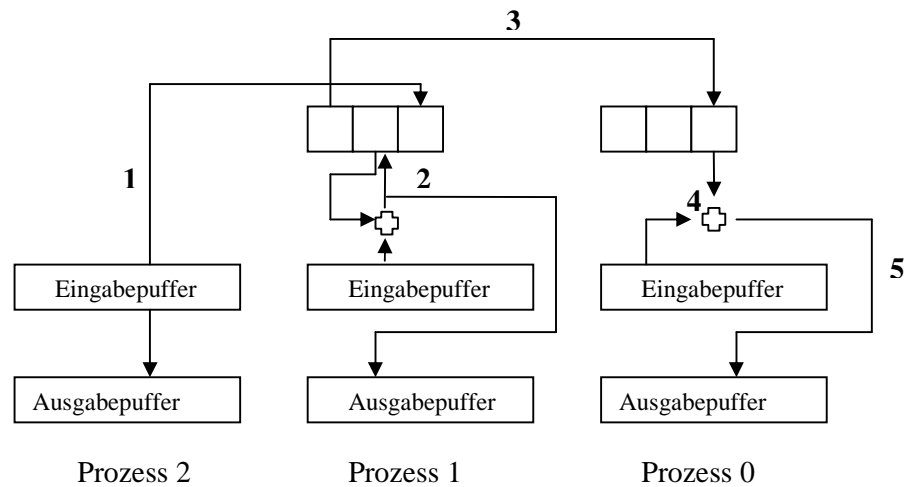 3
1
2
4
5
Eingabepuffer
Eingabepuffer
Eingabepuffer
Ausgabepuffer
Ausgabepuffer
Ausgabepuffer
Prozess 2
Prozess 1
Prozess 0